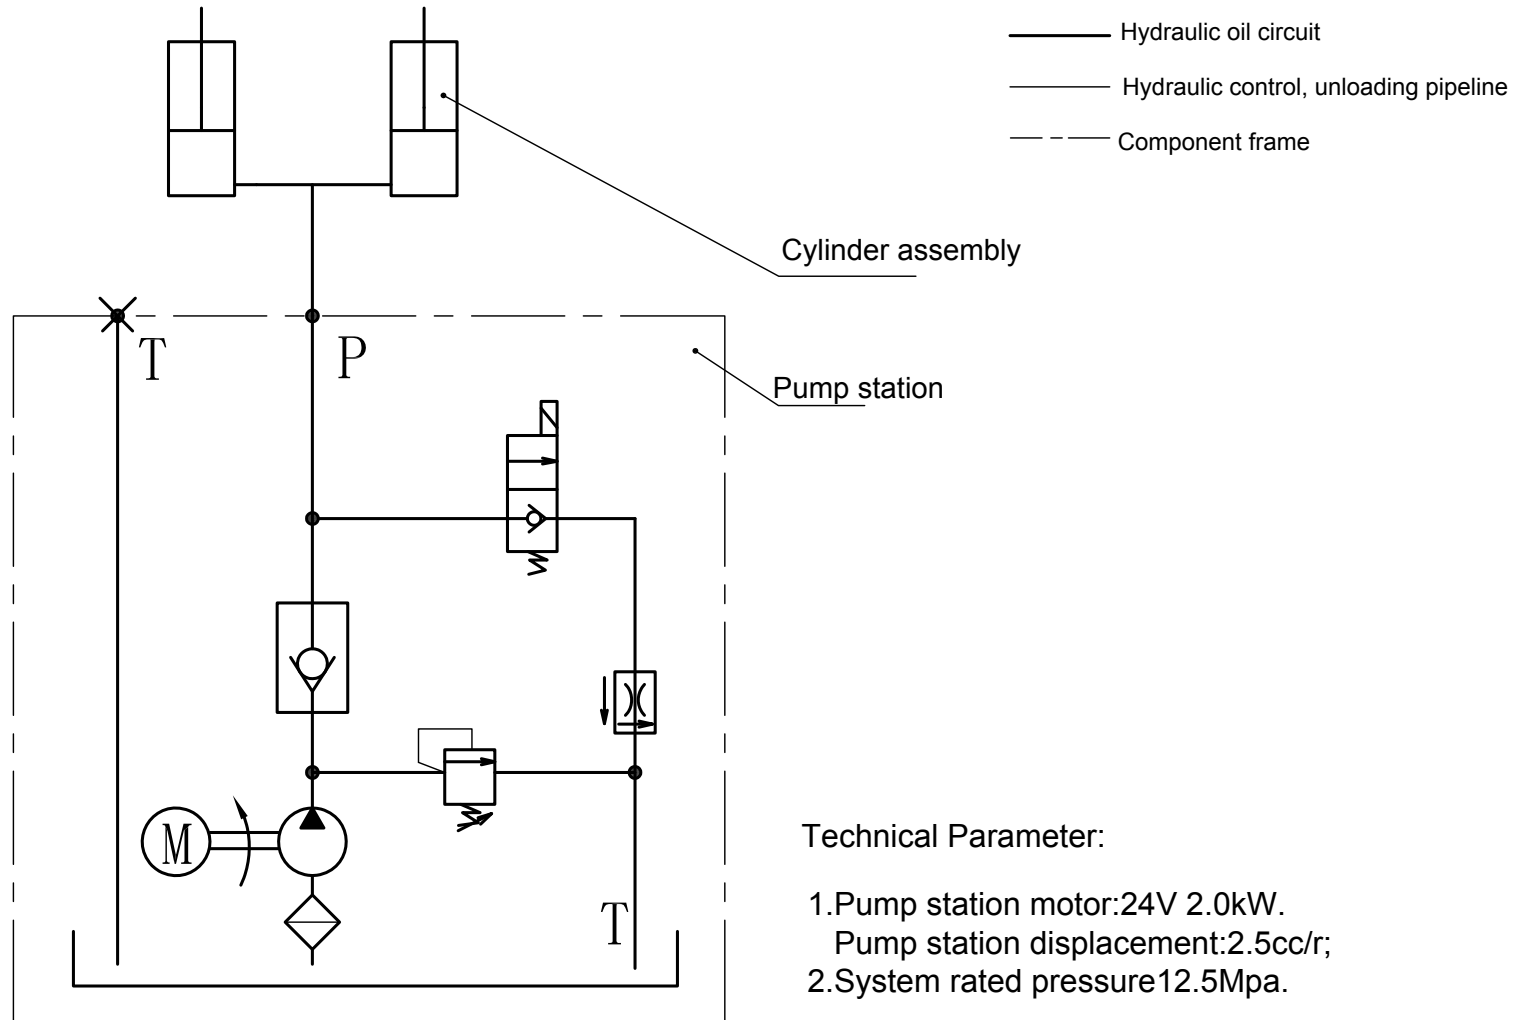 Hydraulic oil circuit
Hydraulic control, unloading pipeline
Component frame
Cylinder assembly
T
P
Pump station
M
T
Technical Parameter:
1.Pump station motor:24V 2.0kW.
Pump station displacement:2.5cc/r;
2.System rated pressure12.5Mpa.